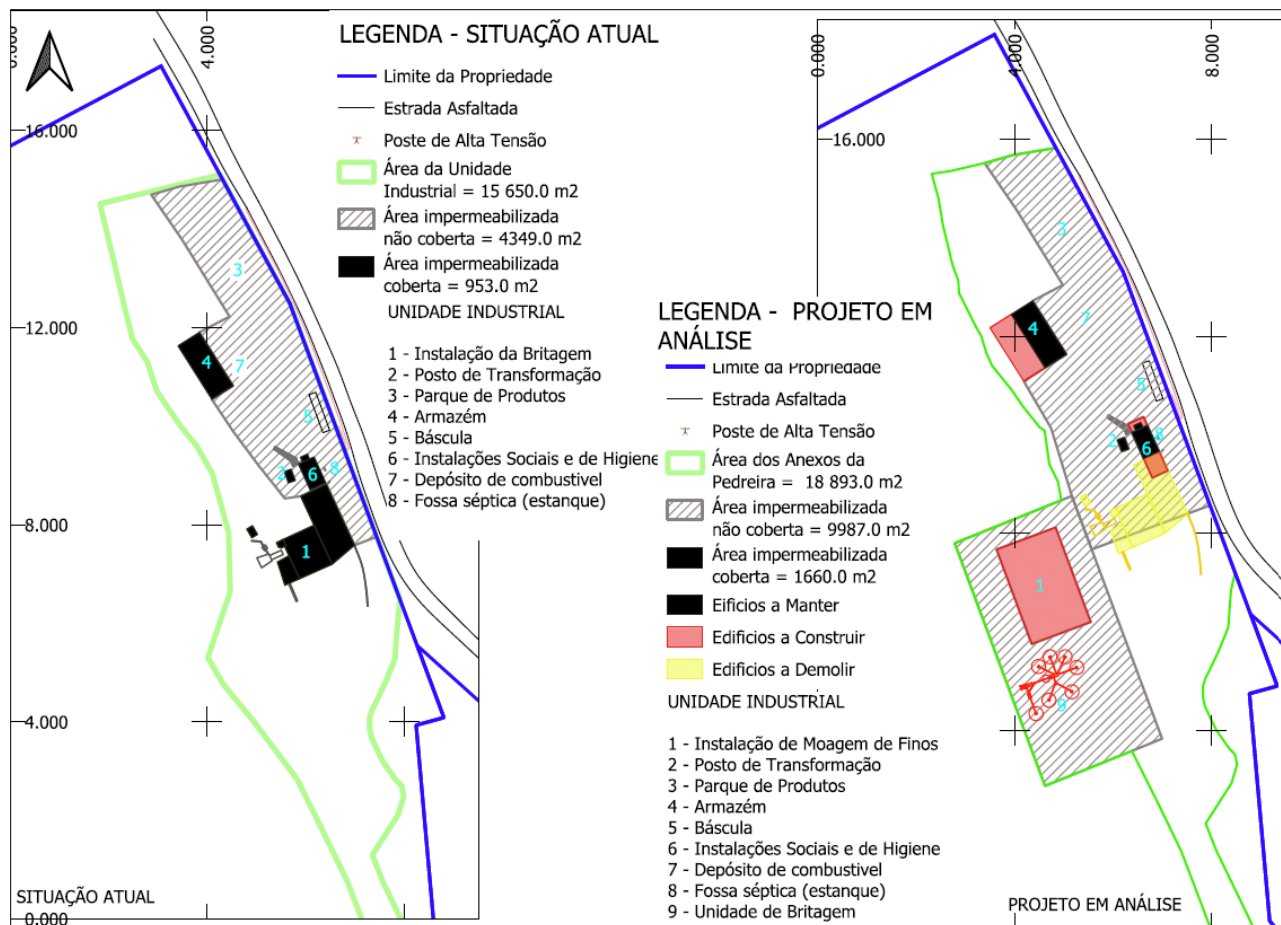 0.000
4.000
16.000
12.000
8.000
4.000
0.000
SITUAÇÃO ATUAL
3
4
7
5
2
6
8
1
LEGENDA - SITUAÇÃO ATUAL
Limite da Propriedade
Estrada Asfaltada
Poste de Alta Tensão
Área da Unidade
Industrial = 15 650.0 m2
Área impermeabilizada
não coberta = 4349.0 m2
Área impermeabilizada
coberta = 953.0 m2
UNIDADE INDUSTRIAL
1 - Instalação da Britagem
2 - Posto de Transformação
3 - Parque de Produtos
4 - Armazém
5 - Báscula
6 - Instalações Sociais e de Higiene
7 - Depósito de combustivel
8 - Fossa séptica (estanque)
LEGENDA - PROJETO EM
ANÁLISE
Limite da Propriedade
Estrada Asfaltada
Poste de Alta Tensão
Área dos Anexos da
Pedreira = 18 893.0 m2
Área impermeabilizada
não coberta = 9987.0 m2
Área impermeabilizada
coberta = 1660.0 m2
Eificios a Manter
Edificios a Construir
Edificios a Demolir
UNIDADE INDUSTRIAL
1 - Instalação de Moagem de Finos
2 - Posto de Transformação
3 - Parque de Produtos
4 - Armazém
5 - Báscula
6 - Instalações Sociais e de Higiene
7 - Depósito de combustivel
8 - Fossa séptica (estanque)
9 - Unidade de Britagem
0.000
4.000
8.000
16.000
3
4
7
5
2
6
8
1
9
PROJETO EM ANÁLISE